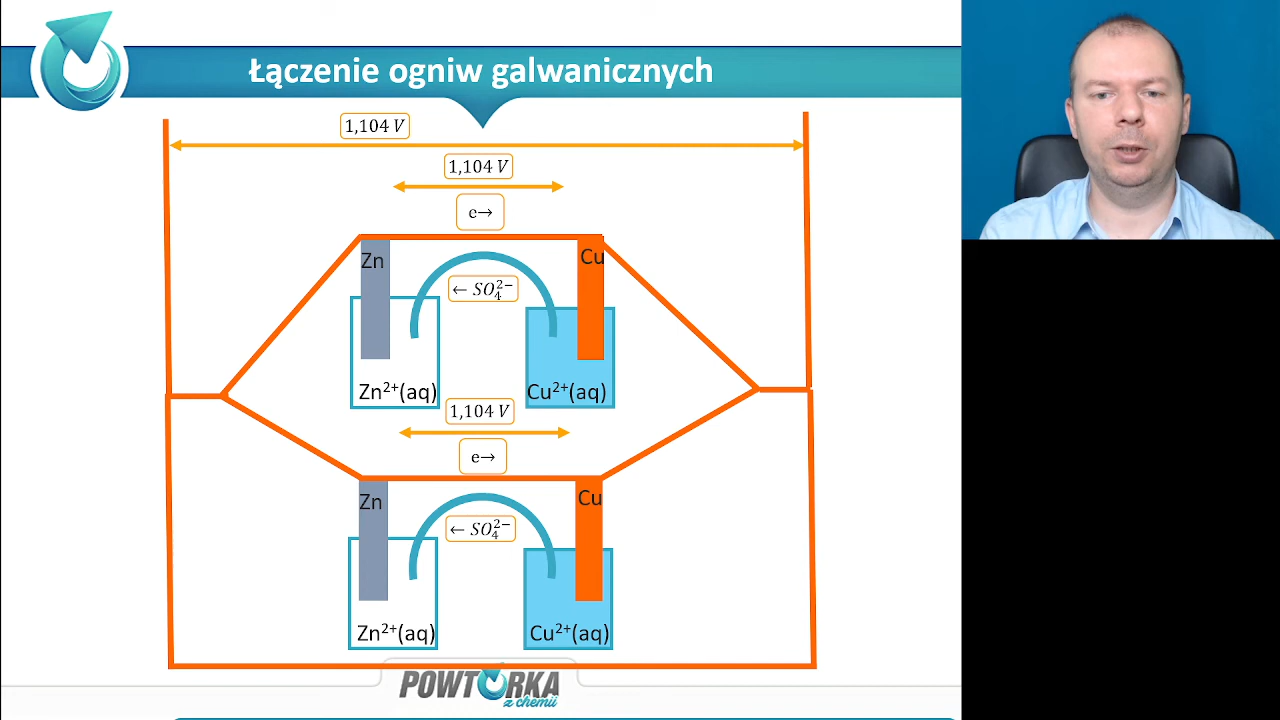 Łączenie ogniw galwanicznych
1,104 V
1,104 V
e→
Zn
Cu
← SO₄²⁻
Zn²⁺(aq)
Cu²⁺(aq)
1,104 V
e→
Zn
Cu
← SO₄²⁻
Zn²⁺(aq)
Cu²⁺(aq)
POWTÓRKA
z chemii